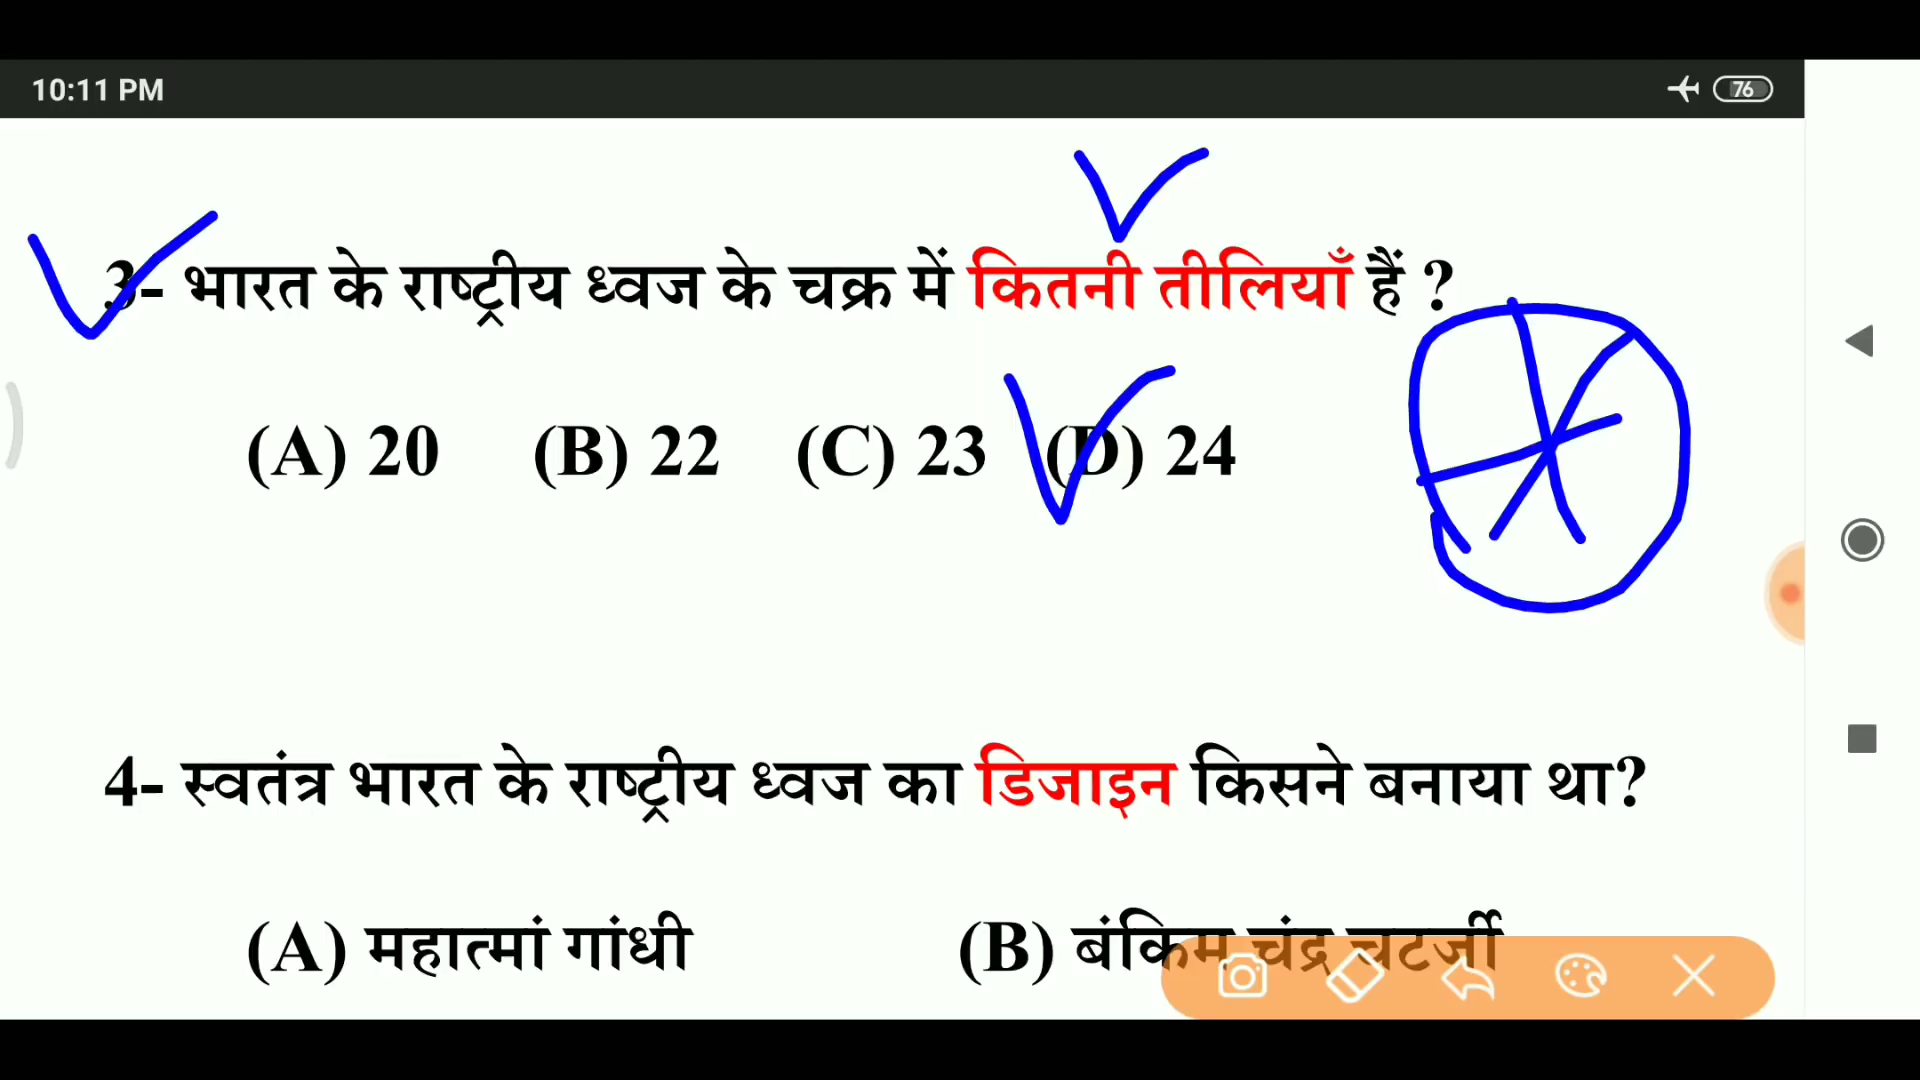 10:11 PM
76
3- भारत के राष्ट्रीय ध्वज के चक्र में कितनी तीलियाँ हैं ?
(A) 20 (B) 22 (C) 23 (D) 24
4- स्वतंत्र भारत के राष्ट्रीय ध्वज का डिजाइन किसने बनाया था?
(A) महात्मां गांधी (B) बंकिम चंद्र चटर्जी